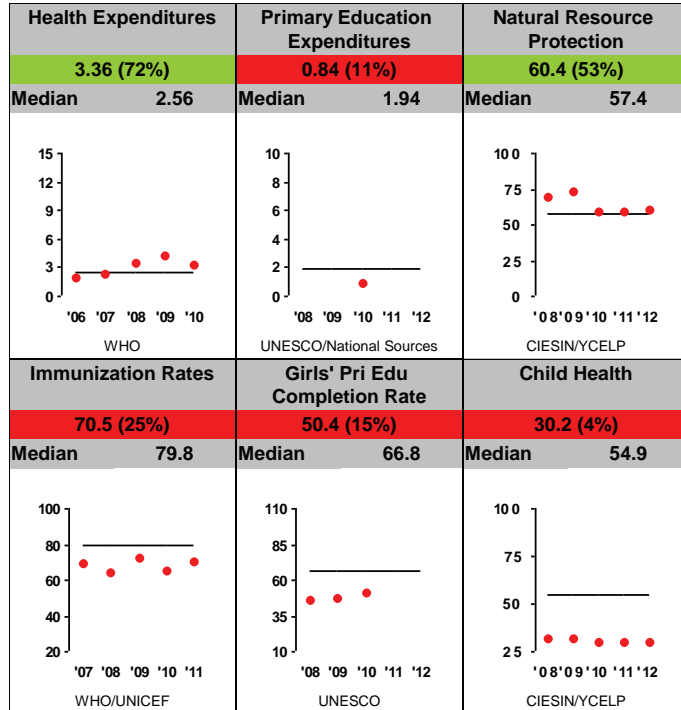 Health Expenditures
3.36 (72%)
Median 2.56
15
12
9
6
3
0
'06 '07 '08 '09 '10
WHO
Primary Education
Expenditures
0.84 (11%)
Median 1.94
10
8
6
4
2
0
'08 '09 '10 '11 '12
UNESCO/National Sources
Natural Resource
Protection
60.4 (53%)
Median 57.4
100
75
50
25
0
'08 '09 '10 '11 '12
CIESIN/YCELP
Immunization Rates
70.5 (25%)
Median 79.8
100
80
60
40
20
'07 '08 '09 '10 '11
WHO/UNICEF
Girls' Pri Edu
Completion Rate
50.4 (15%)
Median 66.8
110
85
60
35
10
'08 '09 '10 '11 '12
UNESCO
Child Health
30.2 (4%)
Median 54.9
100
75
50
25
'08 '09 '10 '11 '12
CIESIN/YCELP